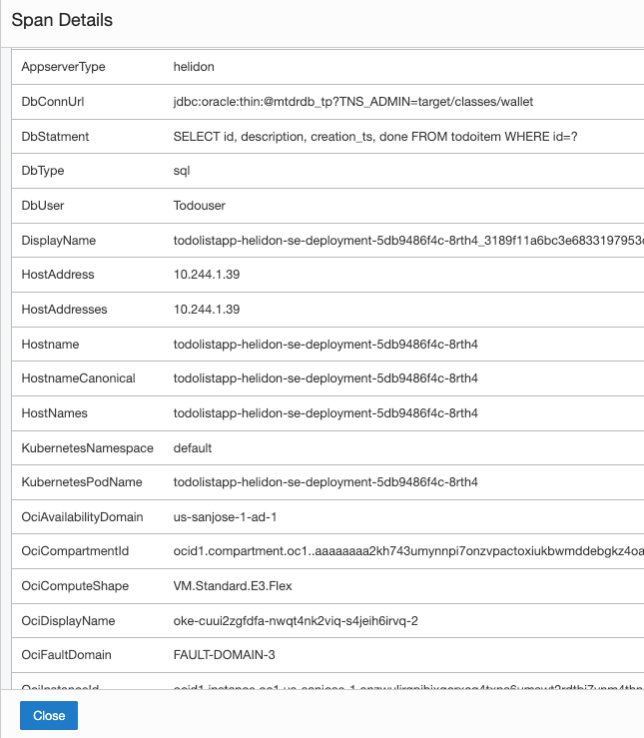 Span Details
AppserverType helidon
DbConnUrl jdbc:oracle:thin:@mtdrdb_tp?TNS_ADMIN=target/classes/wallet
DbStatment SELECT id, description, creation_ts, done FROM todoitem WHERE id=?
DbType sql
DbUser Todouser
DisplayName todolistapp-helidon-se-deployment-5db9486f4c-8rth4_3189f11a6bc3e6833197953
HostAddress 10.244.1.39
HostAddresses 10.244.1.39
Hostname todolistapp-helidon-se-deployment-5db9486f4c-8rth4
HostnameCanonical todolistapp-helidon-se-deployment-5db9486f4c-8rth4
HostNames todolistapp-helidon-se-deployment-5db9486f4c-8rth4
KubernetesNamespace default
KubernetesPodName todolistapp-helidon-se-deployment-5db9486f4c-8rth4
OciAvailabilityDomain us-sanjose-1-ad-1
OciCompartmentId ocid1.compartment.oc1..aaaaaaaa2kh743umynnpi7onzvpactoxiukbwmddebgkz4oa
OciComputeShape VM.Standard.E3.Flex
OciDisplayName oke-cuui2zgfdfa-nwqt4nk2viq-s4jeih6irvq-2
OciFaultDomain FAULT-DOMAIN-3
OciInstanceId
Close